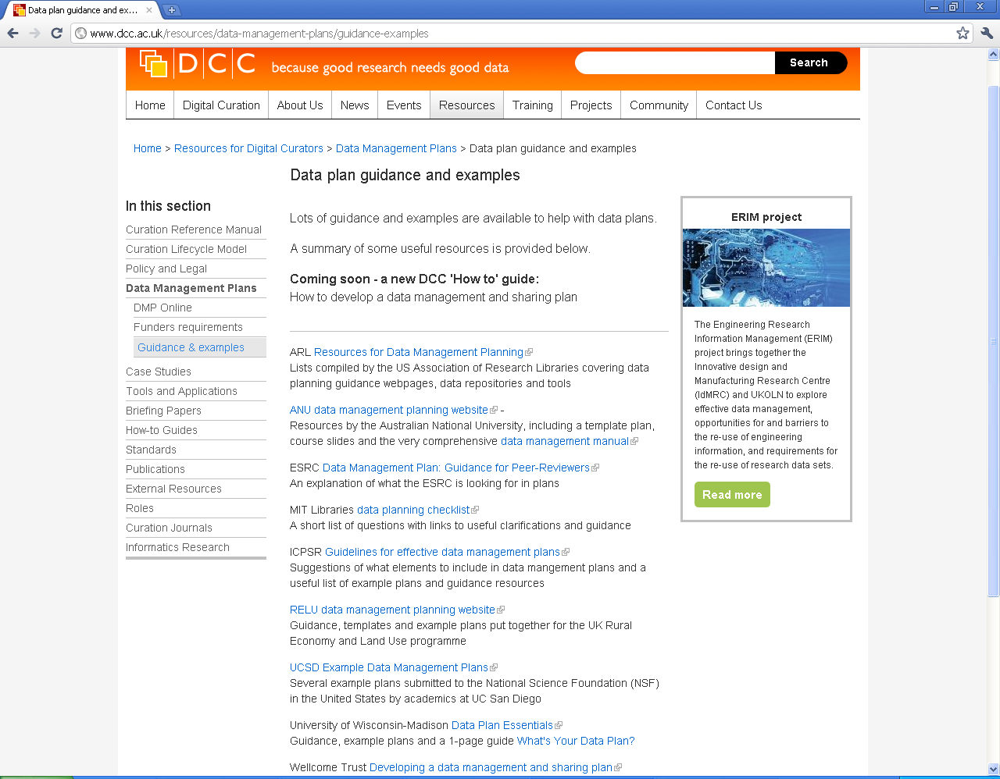 Data plan guidance and ex...
www.dcc.ac.uk/resources/data-management-plans/guidance-examples
DCC because good research needs good data
Search
Home Digital Curation About Us News Events Resources Training Projects Community Contact Us
Home > Resources for Digital Curators > Data Management Plans > Data plan guidance and examples
Data plan guidance and examples
In this section
Curation Reference Manual
Curation Lifecycle Model
Policy and Legal
Data Management Plans
DMP Online
Funders requirements
Guidance & examples
Case Studies
Tools and Applications
Briefing Papers
How-to Guides
Standards
Publications
External Resources
Roles
Curation Journals
Informatics Research
Lots of guidance and examples are available to help with data plans.
A summary of some useful resources is provided below.
Coming soon - a new DCC 'How to' guide:
How to develop a data management and sharing plan
ARL Resources for Data Management Planning
Lists compiled by the US Association of Research Libraries covering data
planning guidance webpages, data repositories and tools
ANU data management planning website -
Resources by the Australian National University, including a template plan,
course slides and the very comprehensive data management manual
ESRC Data Management Plan: Guidance for Peer-Reviewers
An explanation of what the ESRC is looking for in plans
MIT Libraries data planning checklist
A short list of questions with links to useful clarifications and guidance
ICPSR Guidelines for effective data management plans
Suggestions of what elements to include in data mangement plans and a
useful list of example plans and guidance resources
RELU data management planning website
Guidance, templates and example plans put together for the UK Rural
Economy and Land Use programme
UCSD Example Data Management Plans
Several example plans submitted to the National Science Foundation (NSF)
in the United States by academics at UC San Diego
University of Wisconsin-Madison Data Plan Essentials
Guidance, example plans and a 1-page guide What's Your Data Plan?
Wellcome Trust Developing a data management and sharing plan
ERIM project
The Engineering Research
Information Management (ERIM)
project brings together the
Innovative design and
Manufacturing Research Centre
(IdMRC) and UKOLN to explore
effective data management,
opportunities for and barriers to
the re-use of engineering
information, and requirements for
the re-use of research data sets.
Read more